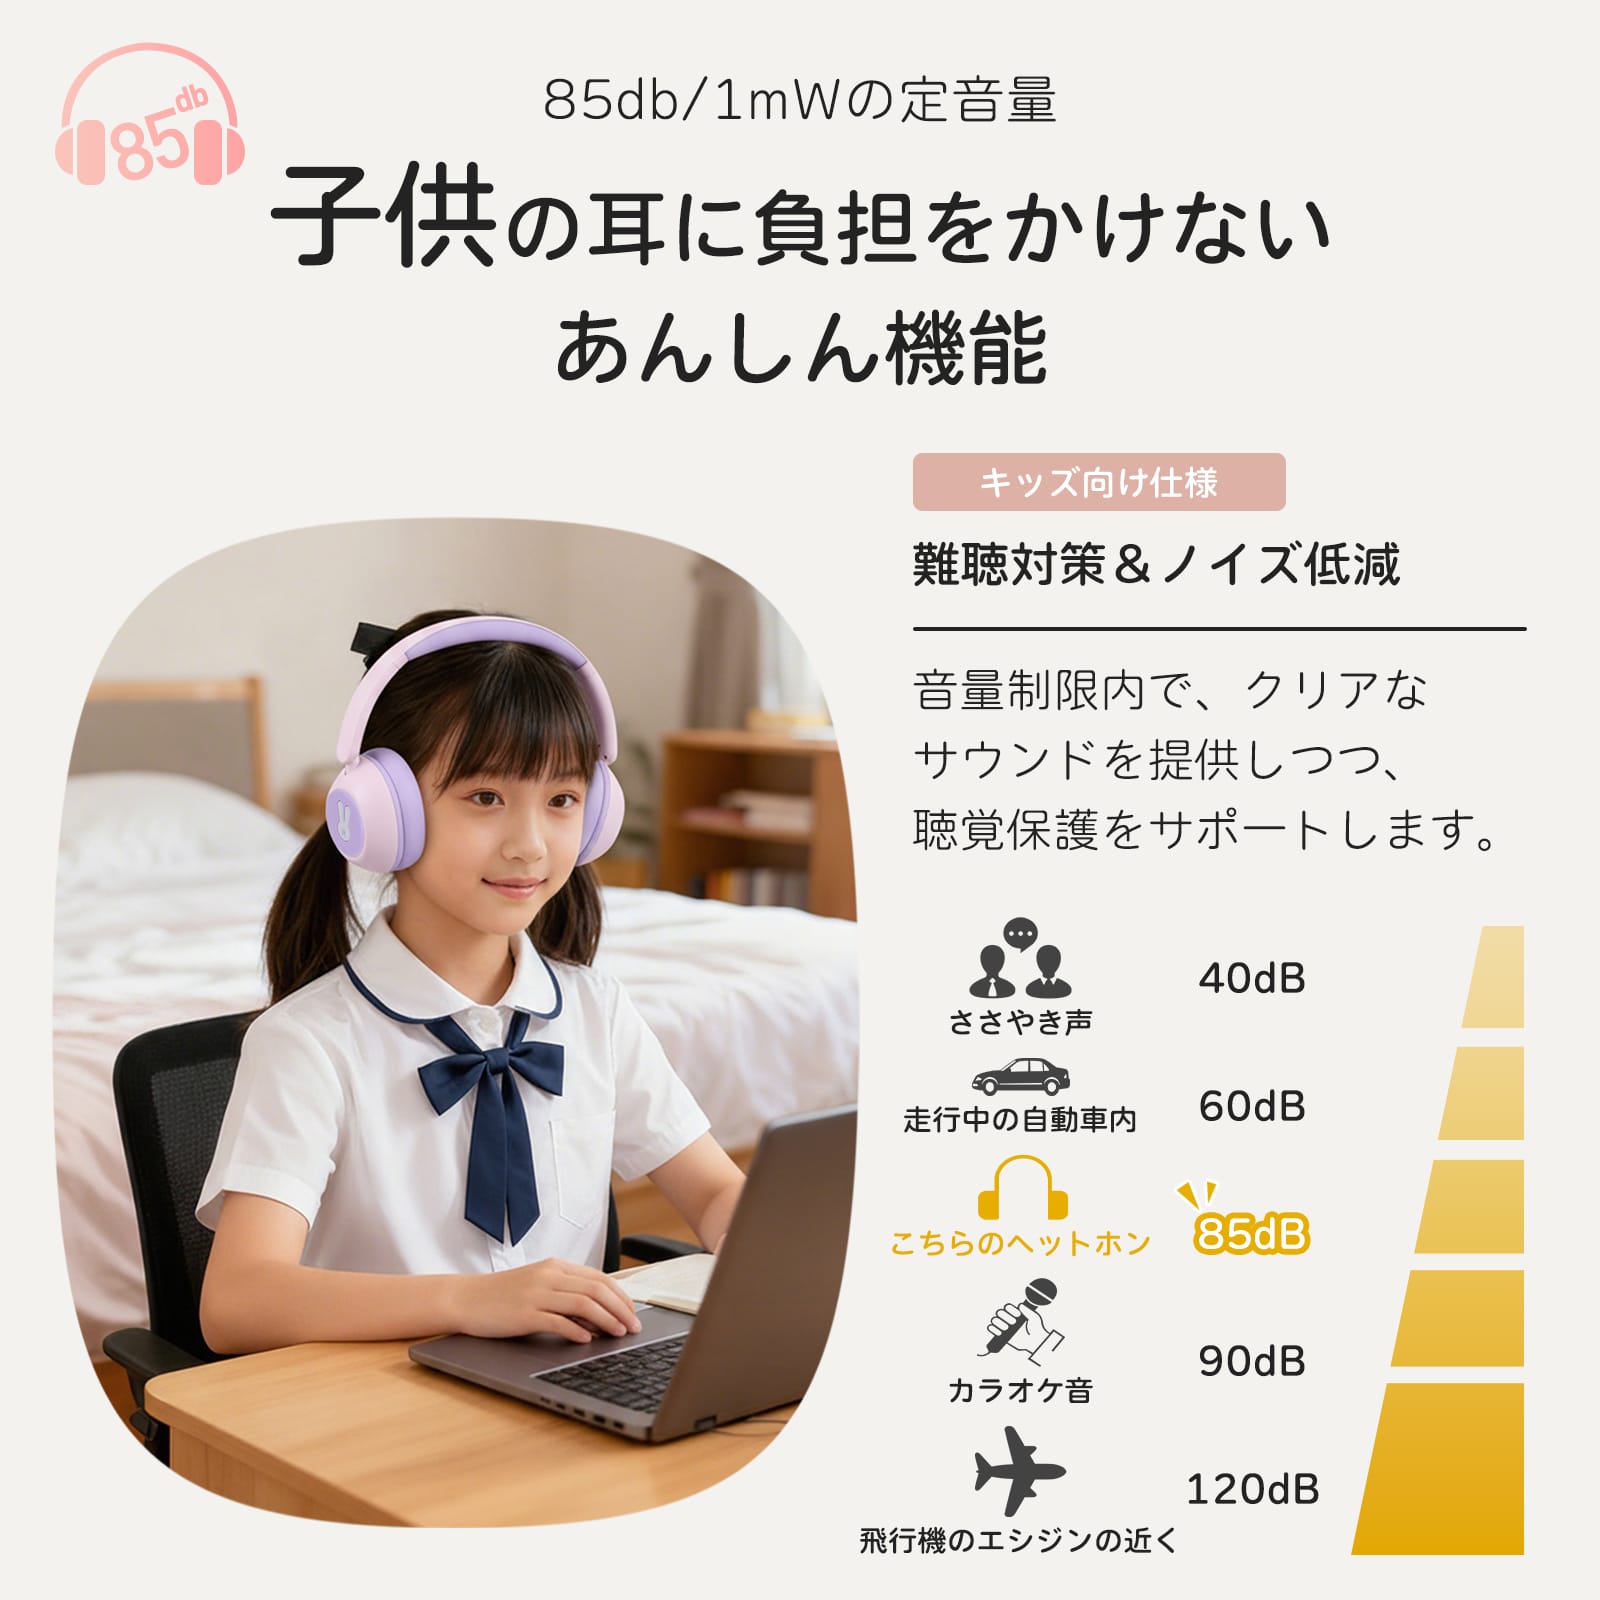 85db
85db/1mWの定音量
子供の耳に負担をかけない
あんしん機能
キッズ向け仕様
難聴対策＆ノイズ低減
音量制限内で、クリアな
サウンドを提供しつつ、
聴覚保護をサポートします。
ささやき声 40dB
走行中の自動車内 60dB
こちらのヘットホン 85dB
カラオケ音 90dB
飛行機のエシジンの近く 120dB